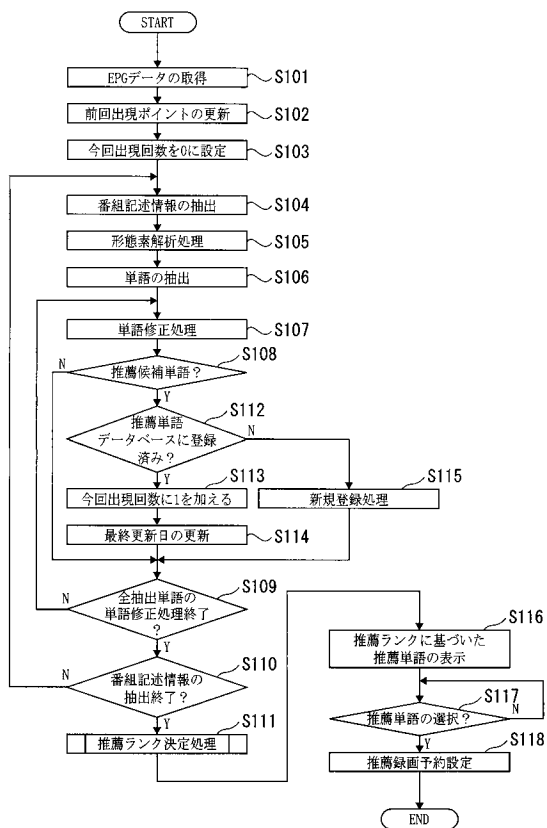 START
EPGデータの取得
S101
前回出現ポイントの更新
S102
今回出現回数を0に設定
S103
番組記述情報の抽出
S104
形態素解析処理
S105
単語の抽出
S106
単語修正処理
S107
推薦候補単語?
S108
N
Y
推薦単語
データベースに登録
済み?
S112
N
Y
今回出現回数に1を加える
S113
新規登録処理
S115
最終更新日の更新
S114
全抽出単語の
単語修正処理終了
?
S109
N
Y
番組記述情報の
抽出終了?
S110
N
Y
推薦ランク決定処理
S111
推薦ランクに基づいた
推薦単語の表示
S116
推薦単語の選択?
S117
N
Y
推薦録画予約設定
S118
END